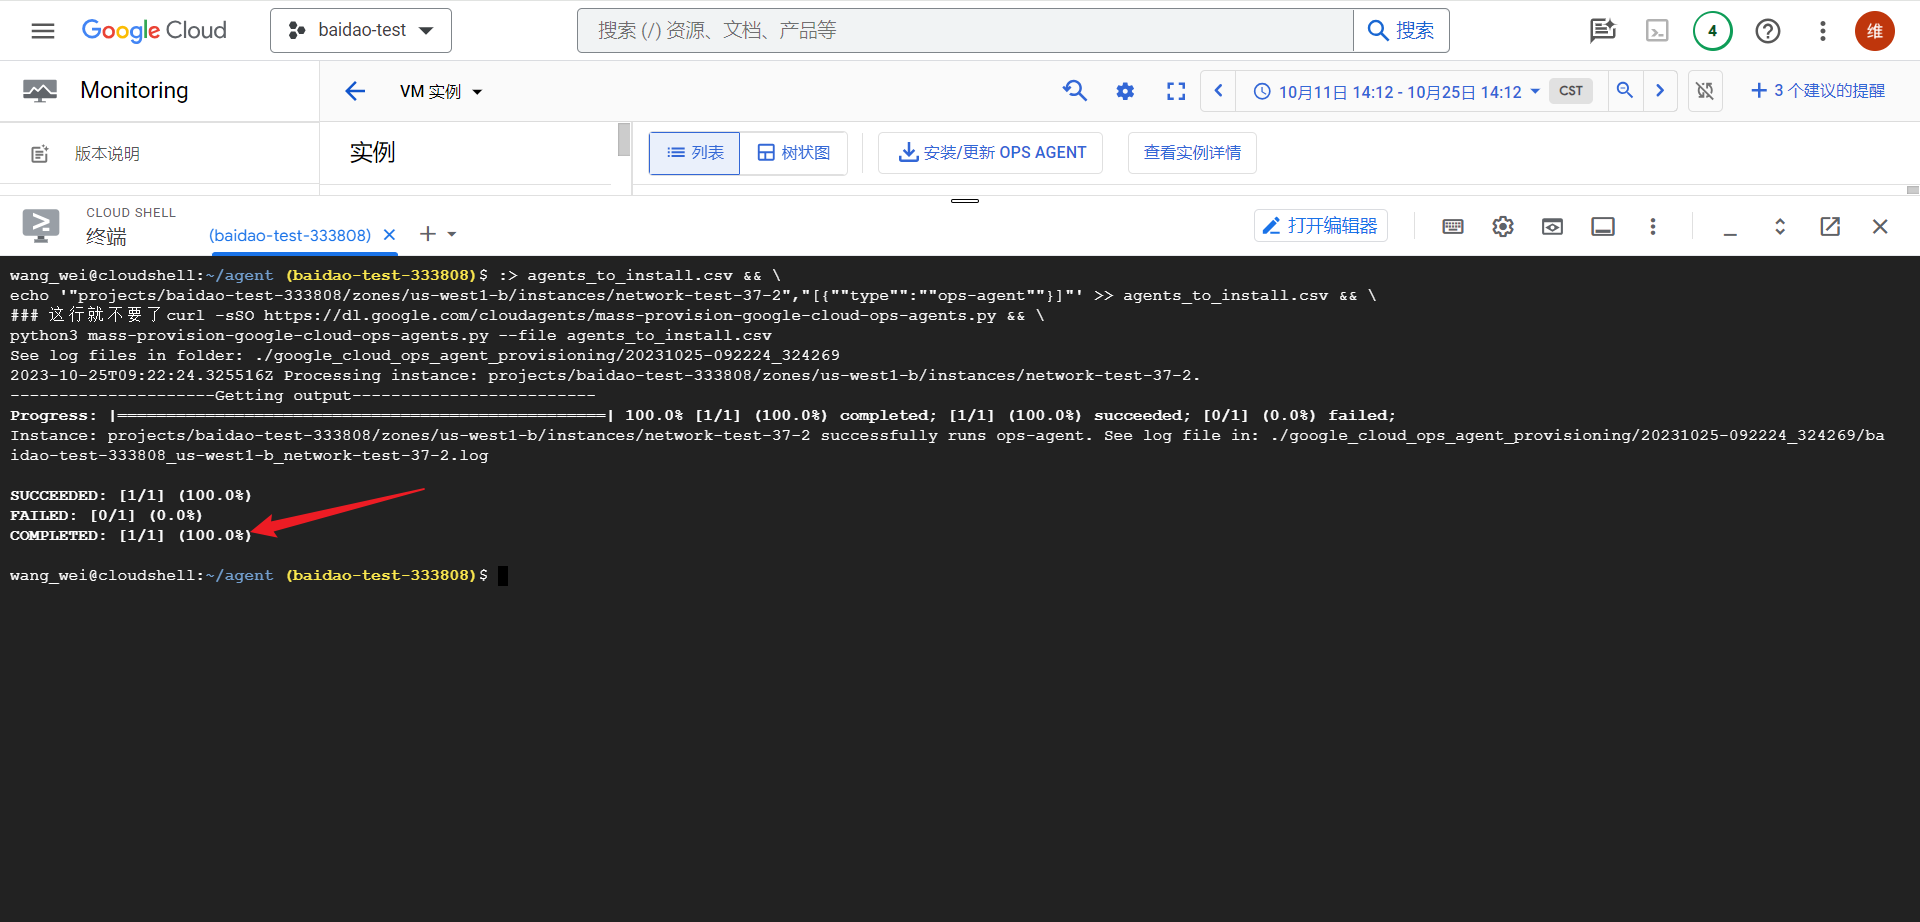 Google Cloud
baidao-test
搜索 (/) 资源、文档、产品等
搜索
4
维
Monitoring
VM 实例
10月11日 14:12 - 10月25日 14:12
CST
3 个建议的提醒
版本说明
实例
列表
树状图
安装/更新 OPS AGENT
查看实例详情
CLOUD SHELL
终端
(baidao-test-333808)
打开编辑器
wang_wei@cloudshell:~/agent (baidao-test-333808)$ :> agents_to_install.csv && \
echo '"projects/baidao-test-333808/zones/us-west1-b/instances/network-test-37-2","[{""type"":""ops-agent""}]"' >> agents_to_install.csv && \
### 这行就不要了curl -sSO https://dl.google.com/cloudagents/mass-provision-google-cloud-ops-agents.py && \
python3 mass-provision-google-cloud-ops-agents.py --file agents_to_install.csv
See log files in folder: ./google_cloud_ops_agent_provisioning/20231025-092224_324269
2023-10-25T09:22:24.325516Z Processing instance: projects/baidao-test-333808/zones/us-west1-b/instances/network-test-37-2.
---------------------Getting output-------------------------
Progress: |==================================================| 100.0% [1/1] (100.0%) completed; [1/1] (100.0%) succeeded; [0/1] (0.0%) failed;
Instance: projects/baidao-test-333808/zones/us-west1-b/instances/network-test-37-2 successfully runs ops-agent. See log file in: ./google_cloud_ops_agent_provisioning/20231025-092224_324269/ba
idao-test-333808_us-west1-b_network-test-37-2.log
SUCCEEDED: [1/1] (100.0%)
FAILED: [0/1] (0.0%)
COMPLETED: [1/1] (100.0%)
wang_wei@cloudshell:~/agent (baidao-test-333808)$